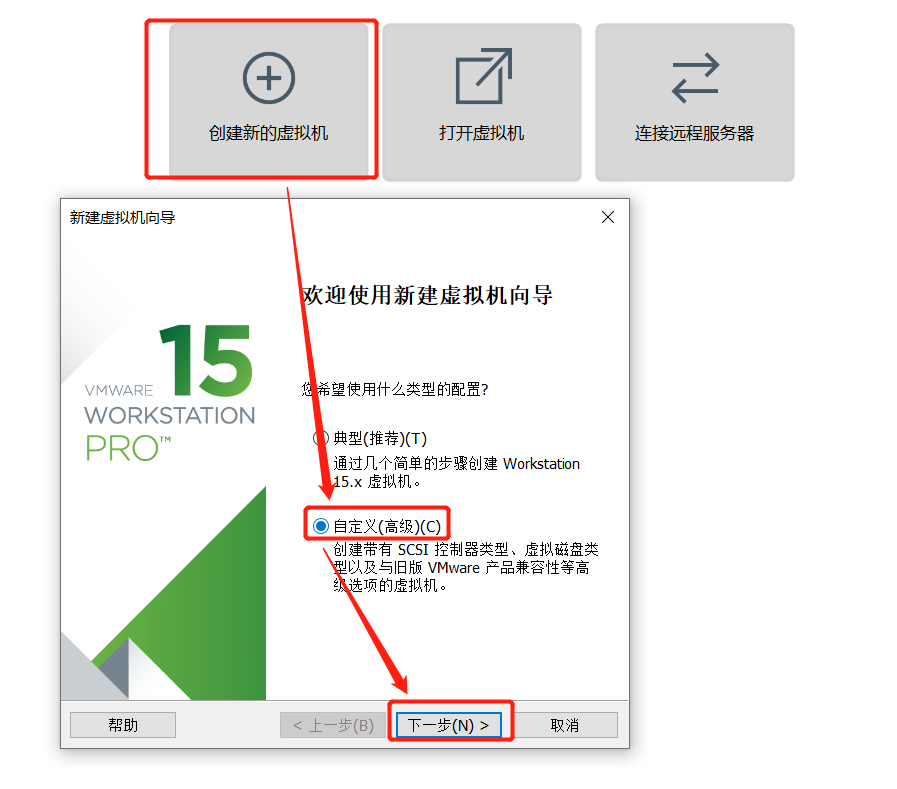 创建新的虚拟机
打开虚拟机
连接远程服务器
新建虚拟机向导
欢迎使用新建虚拟机向导
15
VMWARE
WORKSTATION
PRO™
您希望使用什么类型的配置?
典型(推荐)(T)
通过几个简单的步骤创建 Workstation
15.x 虚拟机。
自定义(高级)(C)
创建带有 SCSI 控制器类型、虚拟磁盘类
型以及与旧版 VMware 产品兼容性等高
级选项的虚拟机。
帮助
< 上一步(B)
下一步(N) >
取消